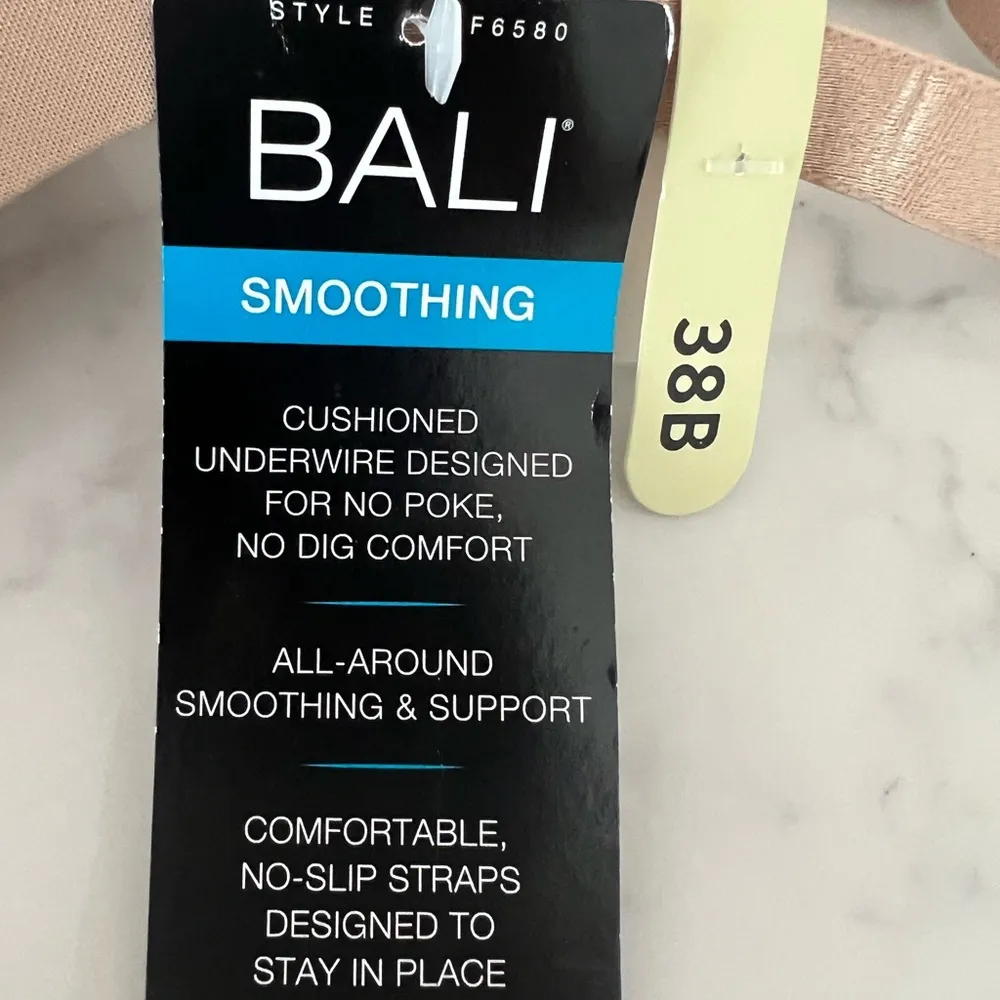 STYLE F6580
BALI®
SMOOTHING
CUSHIONED
UNDERWIRE DESIGNED
FOR NO POKE,
NO DIG COMFORT
ALL-AROUND
SMOOTHING & SUPPORT
COMFORTABLE,
NO-SLIP STRAPS
DESIGNED TO
STAY IN PLACE
38B